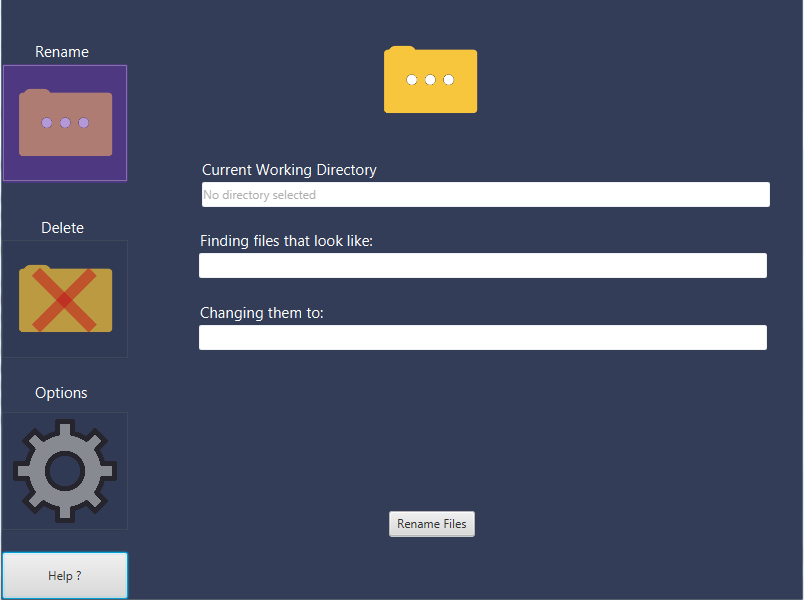 Rename
Delete
Options
Help ?
Current Working Directory
No directory selected
Finding files that look like:
Changing them to:
Rename Files